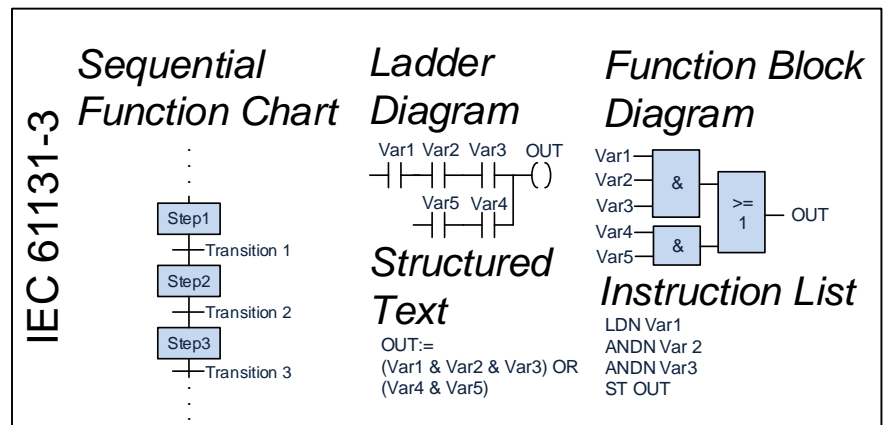 IEC 61131-3
Sequential
Function Chart
Step1
Transition 1
Step2
Transition 2
Step3
Transition 3
Ladder
Diagram
Var1 Var2 Var3 OUT
Var5 Var4
Structured
Text
OUT:=
(Var1 & Var2 & Var3) OR
(Var4 & Var5)
Function Block
Diagram
Var1
Var2
Var3
&
Var4
Var5
&
>=
1
OUT
Instruction List
LDN Var1
ANDN Var 2
ANDN Var3
ST OUT